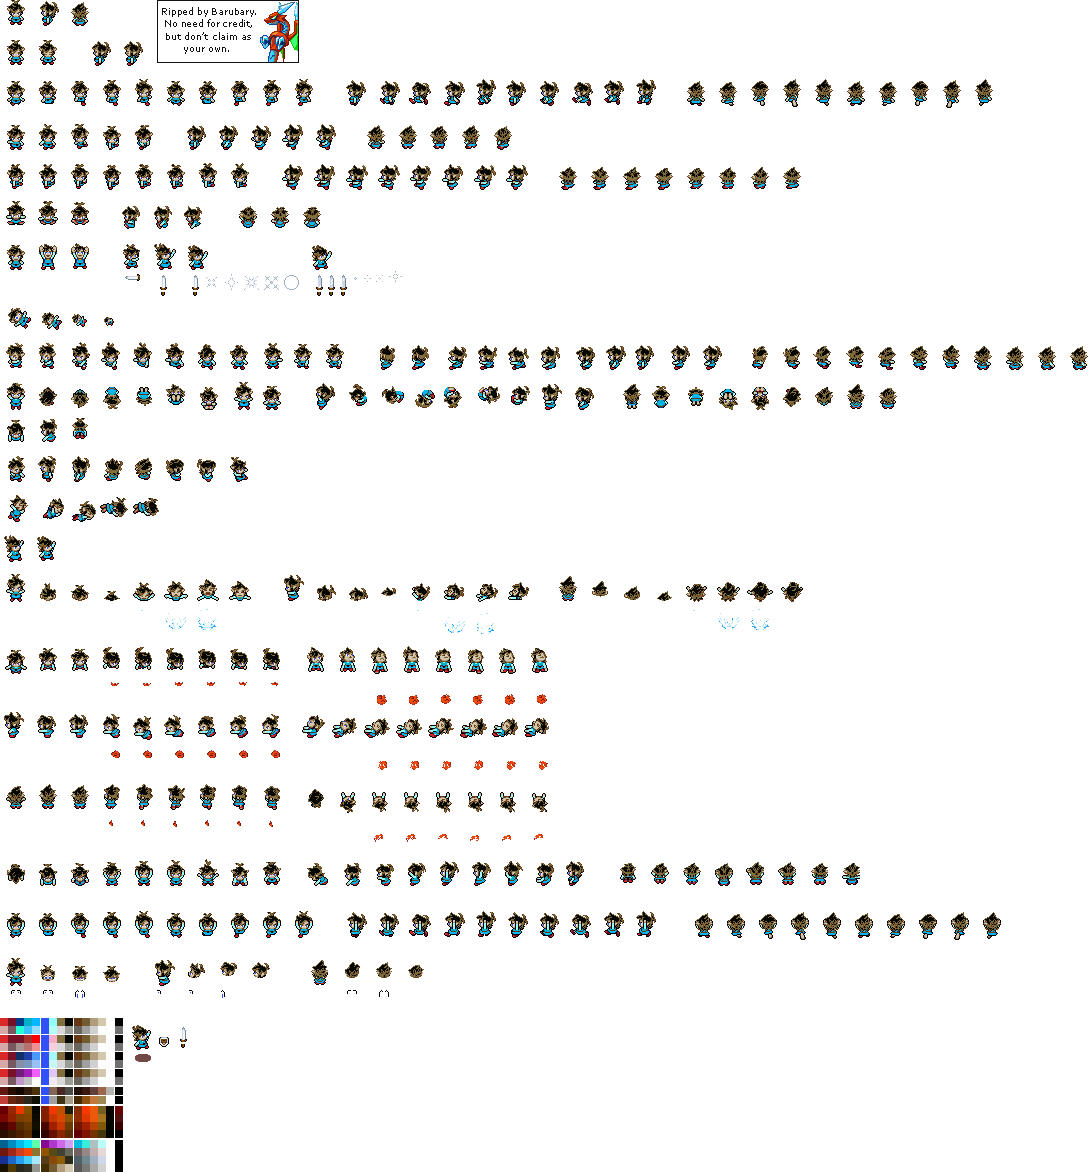 Ripped by Barubary.
No need for credit,
but don't claim as
your own.